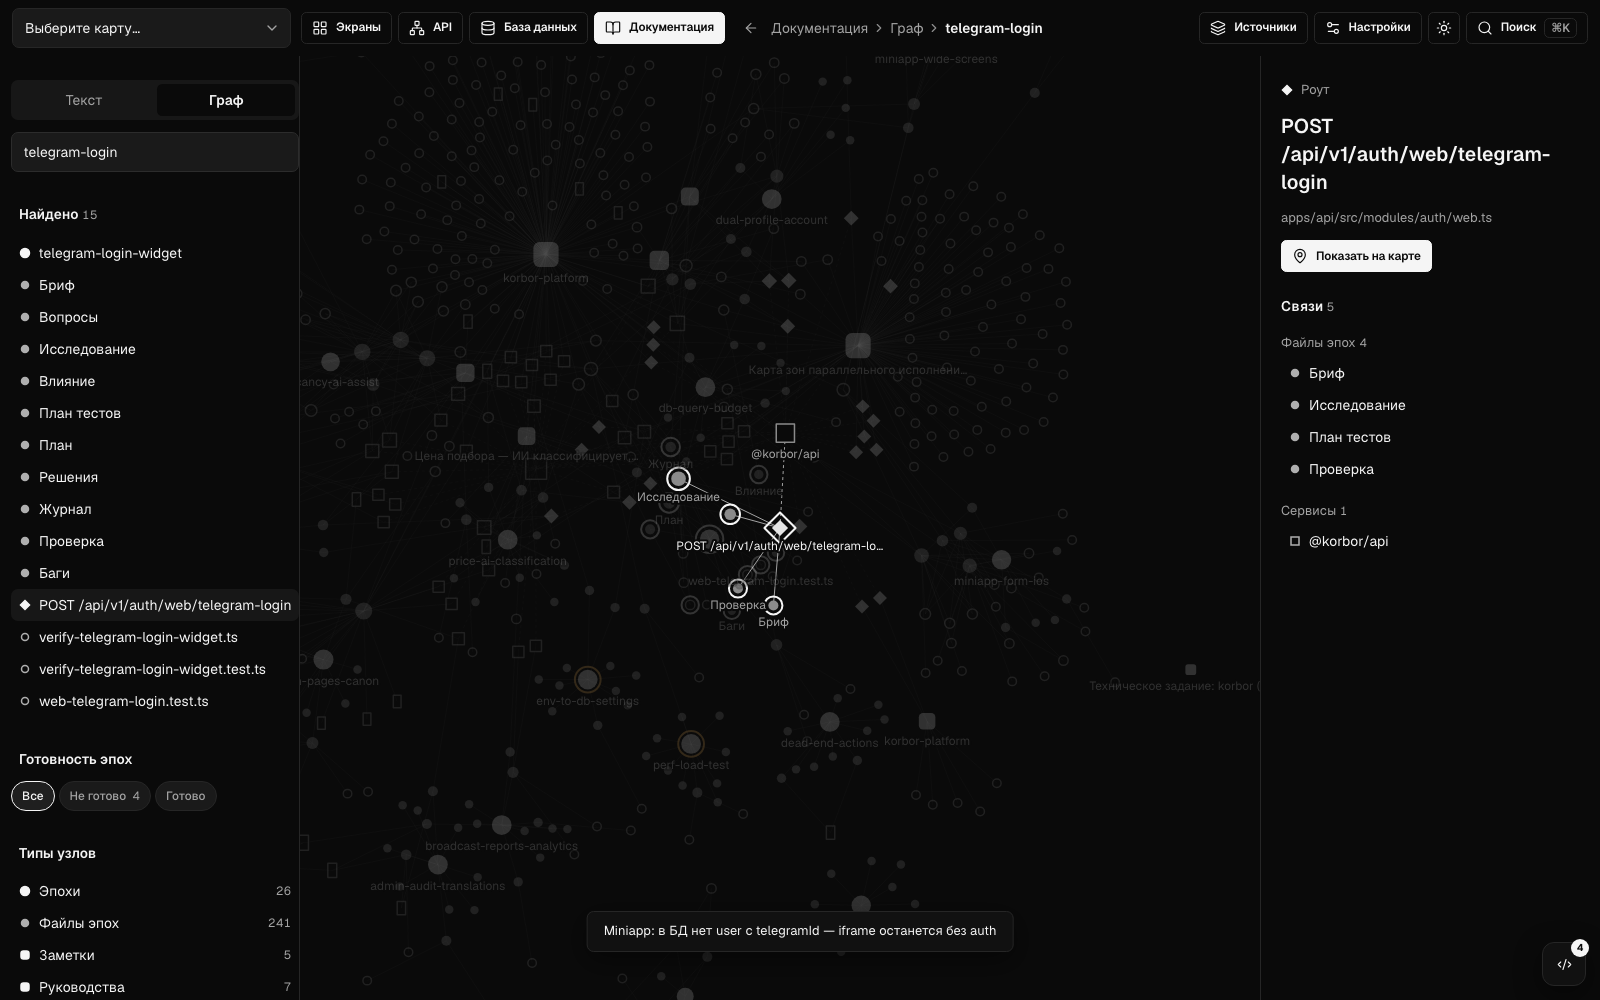 Выберите карту...
Экраны
API
База данных
Документация
Документация > Граф > telegram-login
Источники
Настройки
Поиск ⌘K
Текст
Граф
telegram-login
Найдено 15
telegram-login-widget
Бриф
Вопросы
Исследование
Влияние
План тестов
План
Решения
Журнал
Проверка
Баги
POST /api/v1/auth/web/telegram-login
verify-telegram-login-widget.ts
verify-telegram-login-widget.test.ts
web-telegram-login.test.ts
Готовность эпох
Все
Не готово 4
Готово
Типы узлов
Эпохи 26
Файлы эпох 241
Заметки 5
Руководства 7
miniapp-wide-screens
dual-profile-account
korbor-platform
Карта зон параллельного исполнени...
ancy-ai-assist
db-query-budget
Цена подбора — ИИ классифицирует,...
@korbor/api
Журнал
Влияние
Исследование
План
POST /api/v1/auth/web/telegram-lo...
price-ai-classification
web-telegram-login.test.ts
miniapp-form-ios
Проверка
Бриф
Баги
-pages-canon
Техническое задание: korbor (
env-to-db-settings
dead-end-actions
korbor-platform
perf-load-test
broadcast-reports-analytics
admin-audit-translations
Miniapp: в БД нет user с telegramId — iframe останется без auth
Роут
POST
/api/v1/auth/web/telegram-
login
apps/api/src/modules/auth/web.ts
Показать на карте
Связи 5
Файлы эпох 4
Бриф
Исследование
План тестов
Проверка
Сервисы 1
@korbor/api
4